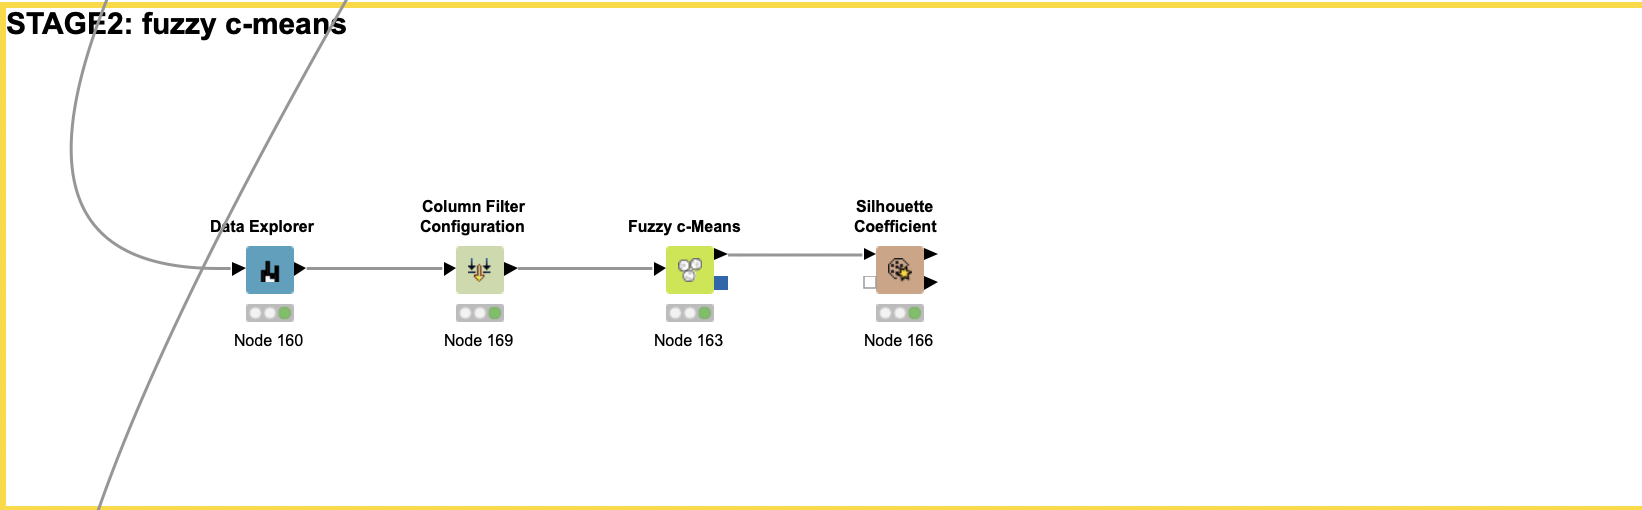 STAGE2: fuzzy c-means
Data Explorer
Column Filter
Configuration
Fuzzy c-Means
Silhouette
Coefficient
Node 160
Node 169
Node 163
Node 166